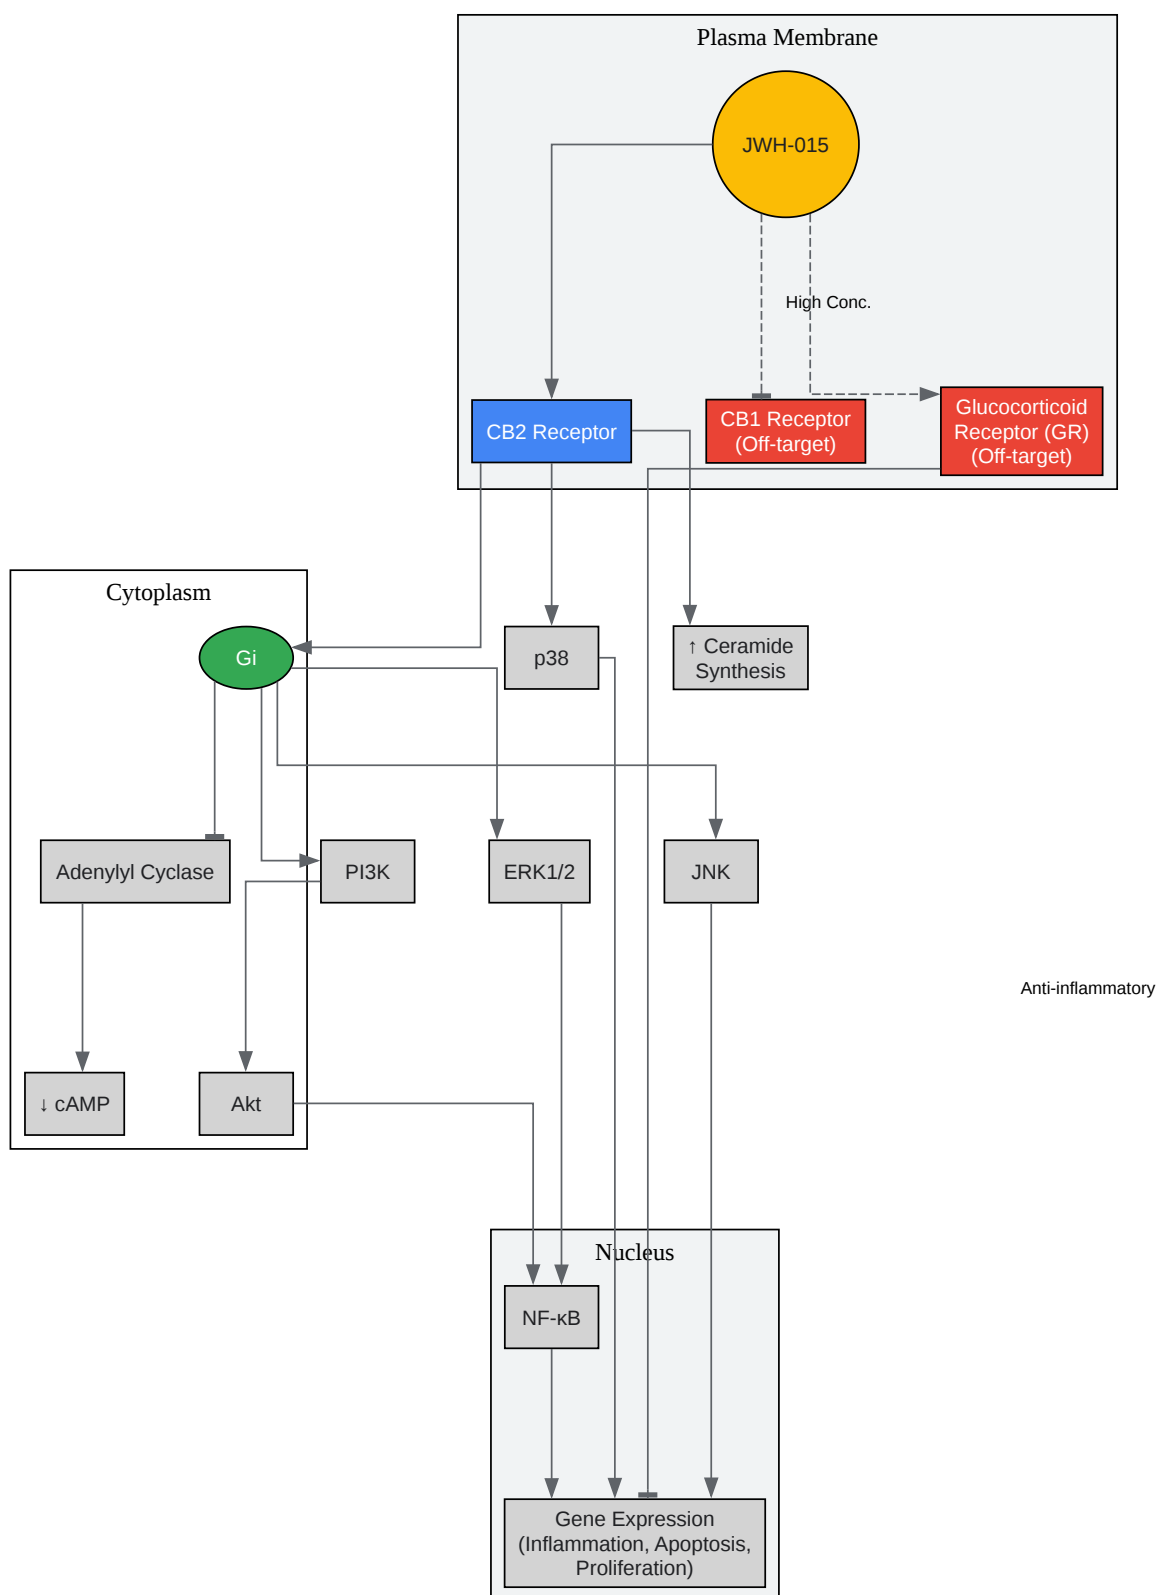 Plasma Membrane
JWH-015
High Conc.
CB2 Receptor
CB1 Receptor
(Off-target)
Glucocorticoid
Receptor (GR)
(Off-target)
Cytoplasm
Gi
p38
↑ Ceramide
Synthesis
Adenylyl Cyclase
PI3K
ERK1/2
JNK
Anti-inflammatory
↓ cAMP
Akt
Nucleus
NF-κB
Gene Expression
(Inflammation, Apoptosis,
Proliferation)